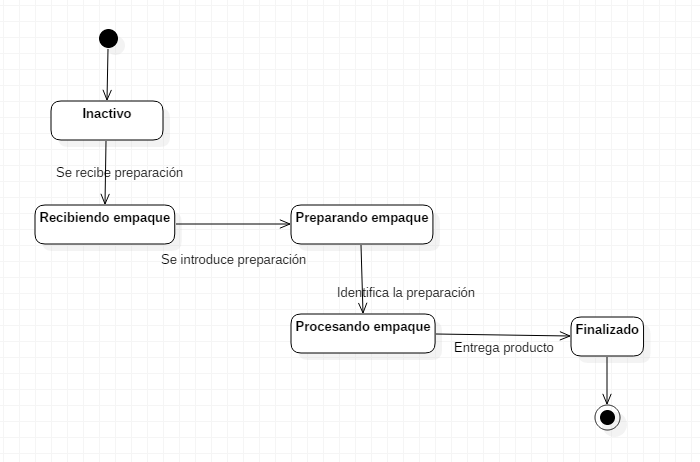 Inactivo
Se recibe preparación
Recibiendo empaque
Preparando empaque
Se introduce preparación
Identifica la preparación
Procesando empaque
Finalizado
Entrega producto